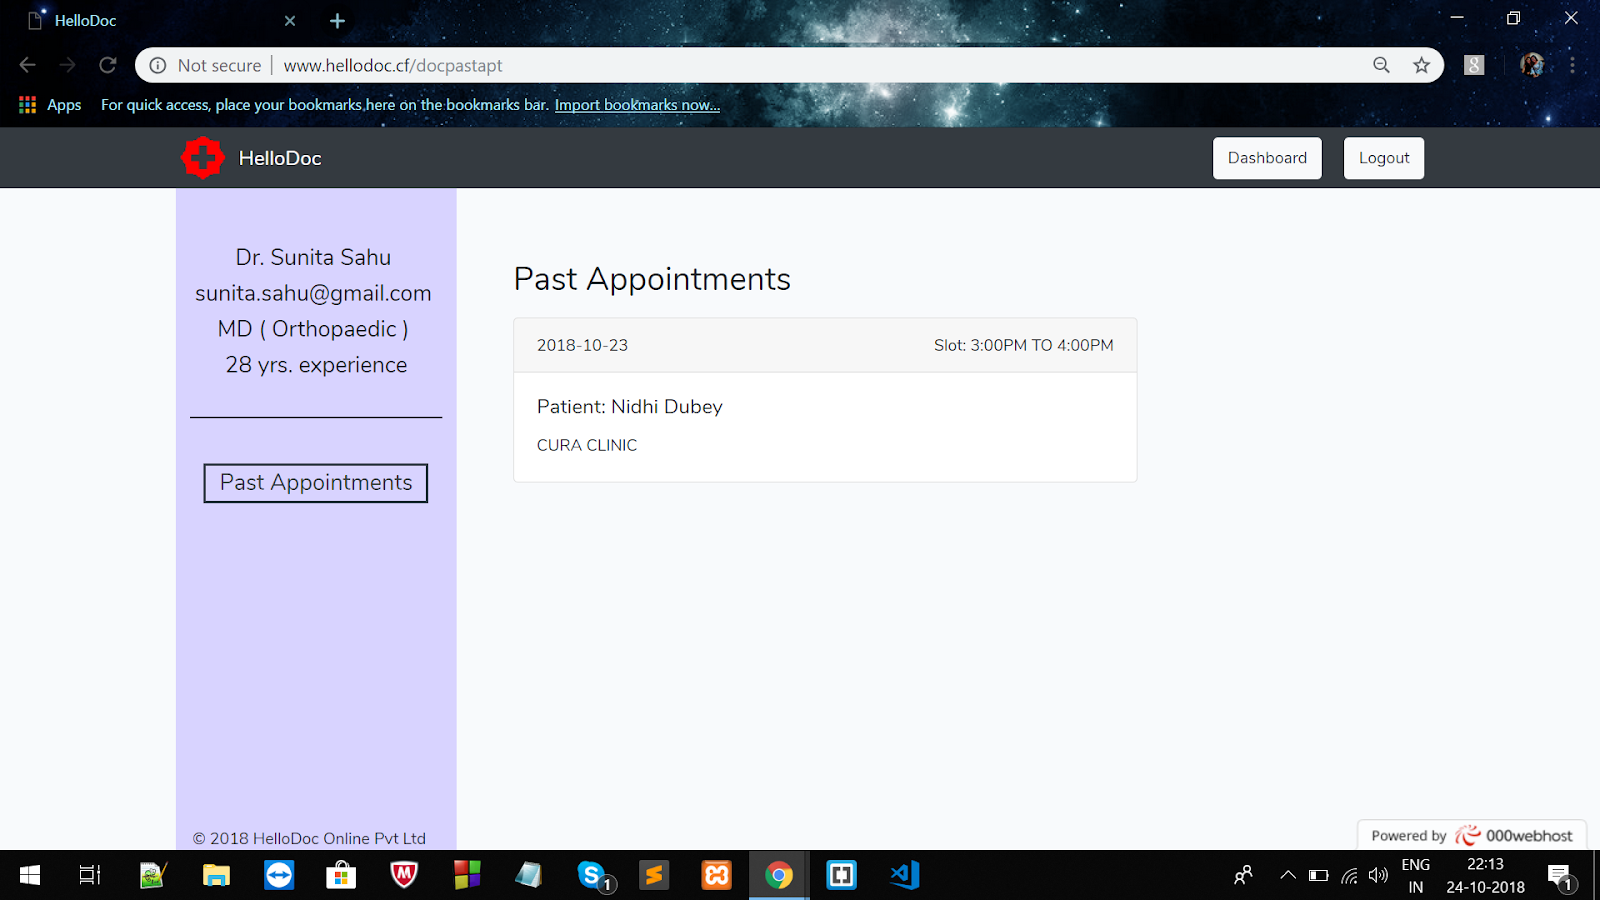 HelloDoc
Not secure www.hellodoc.cf/docpastapt
Apps For quick access, place your bookmarks here on the bookmarks bar. Import bookmarks now...
HelloDoc Dashboard Logout
Dr. Sunita Sahu
sunita.sahu@gmail.com
MD ( Orthopaedic )
28 yrs. experience
Past Appointments
Past Appointments
2018-10-23 Slot: 3:00PM TO 4:00PM
Patient: Nidhi Dubey
CURA CLINIC
© 2018 HelloDoc Online Pvt Ltd
Powered by 000webhost
1
ENG
IN
22:13
24-10-2018
1